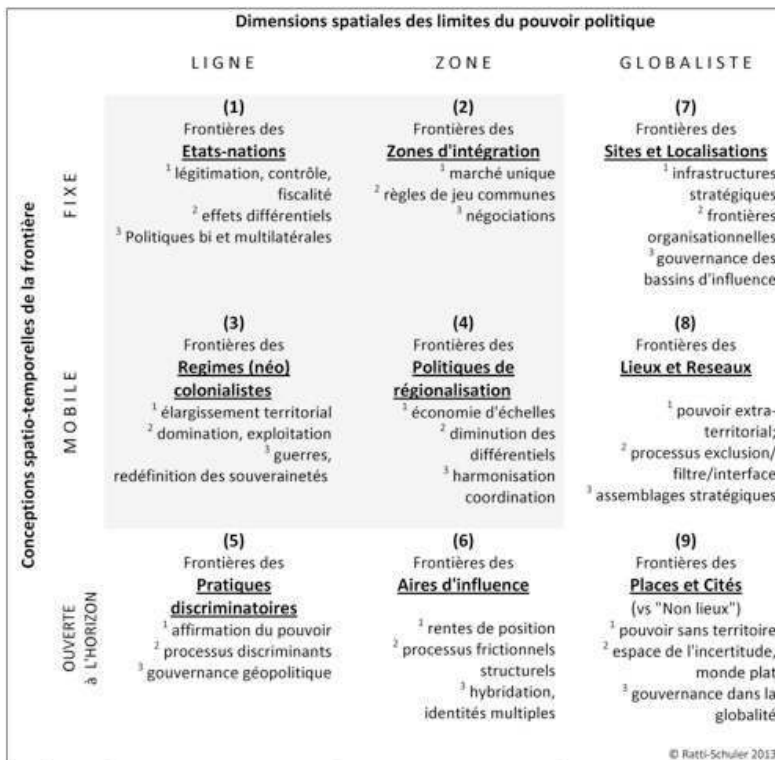 Dimensions spatiales des limites du pouvoir politique
LIGNE
ZONE
GLOBALISTE
Conceptions spatio-temporelles de la frontière
FIXE
(1)
Frontières des
Etats-nations
1 légitimation, contrôle,
fiscalité
2 effets différentiels
3 Politiques bi et multilatérales
(2)
Frontières des
Zones d'intégration
1 marché unique
2 règles de jeu communes
3 négociations
(7)
Frontières des
Sites et Localisations
1 infrastructures
stratégiques
2 frontières
organisationnelles
3 gouvernance des
bassins d'influence
MOBILE
(3)
Frontières des
Regimes (néo)
colonialistes
1 élargissement territorial
2 domination, exploitation
3 guerres,
redéfinition des souverainetés
(4)
Frontières des
Politiques de
régionalisation
1 économie d'échelles
2 diminution des
différentiels
3 harmonisation
coordination
(8)
Frontières des
Lieux et Reseaux
1 pouvoir extra-
territorial;
2 processus exclusion/
filtre/interface
3 assemblages stratégiques
OUVERTE
à L'HORIZON
(5)
Frontières des
Pratiques
discriminatoires
1 affirmation du pouvoir
2 processus discriminants
3 gouvernance géopolitique
(6)
Frontières des
Aires d'influence
1 rentes de position
2 processus frictionnels
structurels
3 hybridation,
identités multiples
(9)
Frontières des
Places et Cités
(vs "Non lieux")
1 pouvoir sans territoire
2 espace de l'incertitude,
monde plat
3 gouvernance dans la
globalité
© Ratti-Schuler 2013